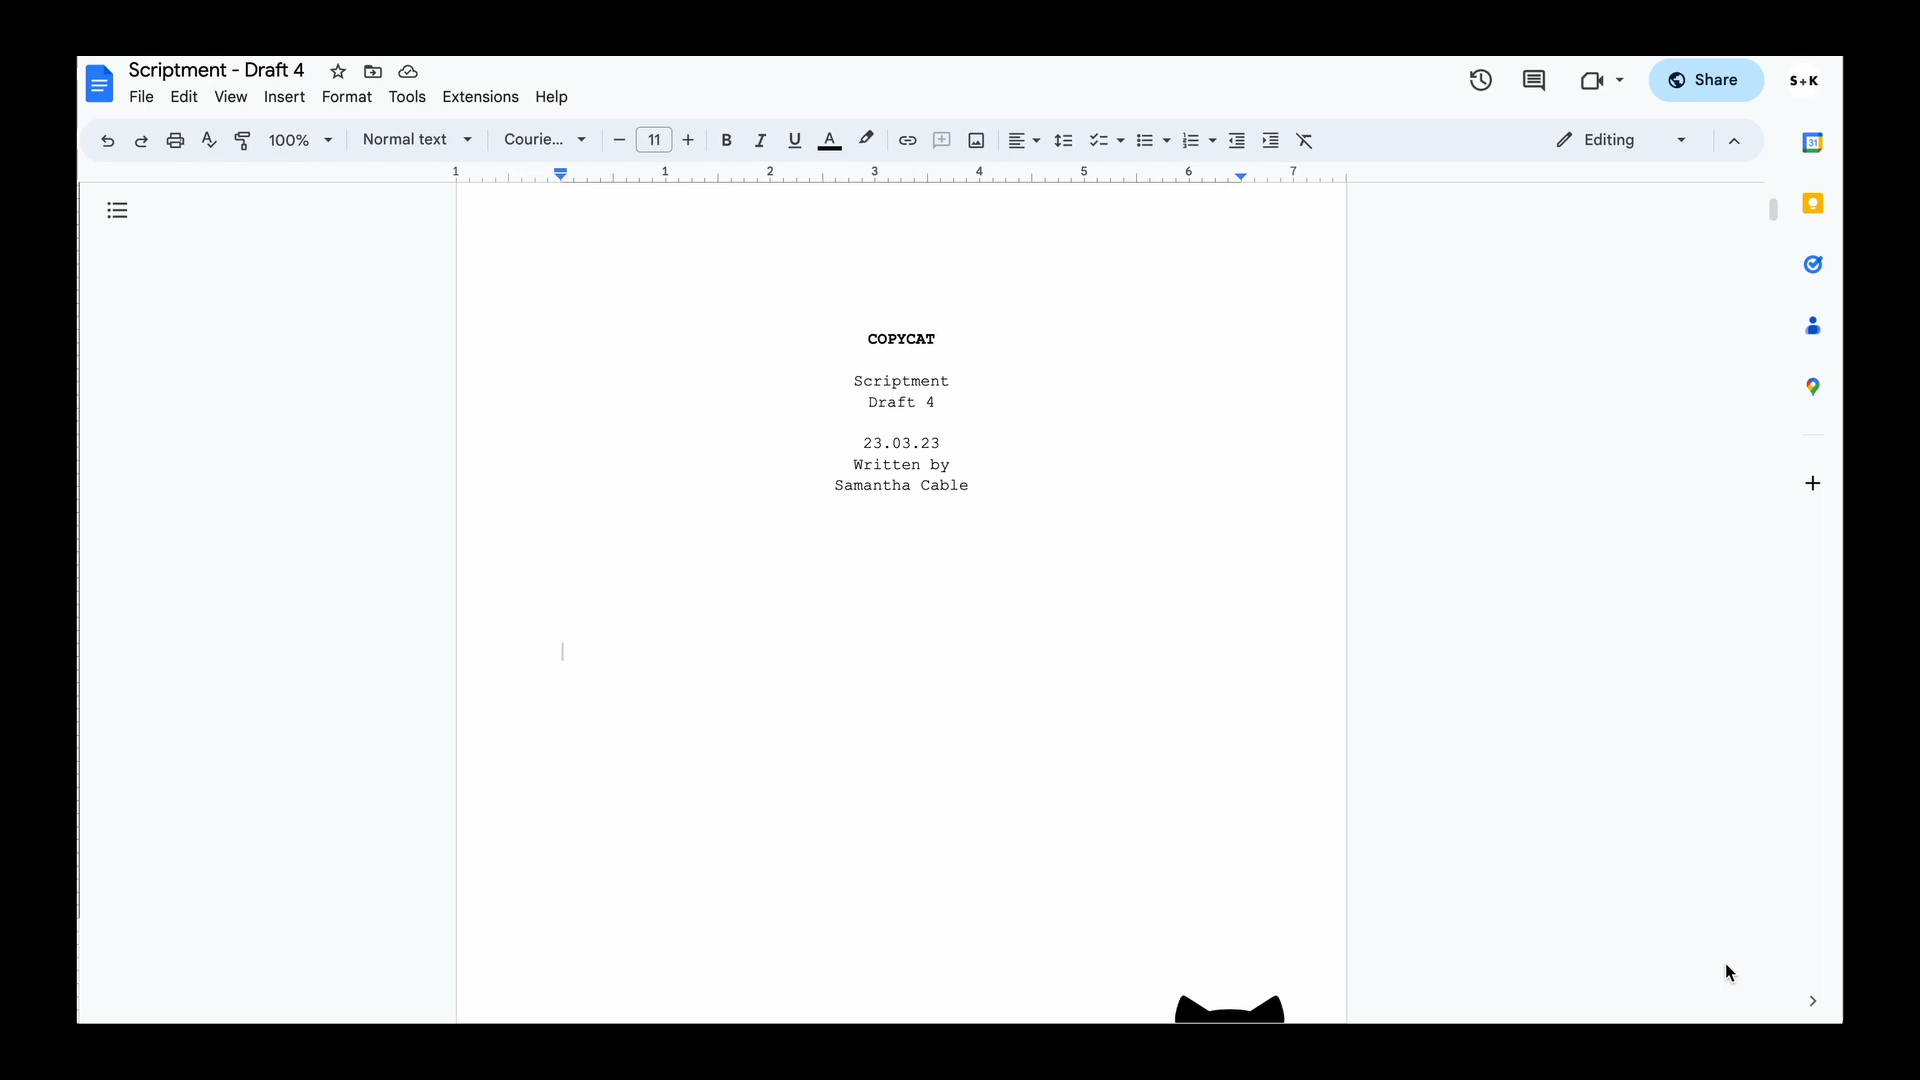 Scriptment - Draft 4
S+K
Share
File Edit View Insert Format Tools Extensions Help
100% Normal text Courie... 11 B I U A Editing
31
1 1 2 3 4 5 6 7
COPYCAT
Scriptment
Draft 4
23.03.23
Written by
Samantha Cable